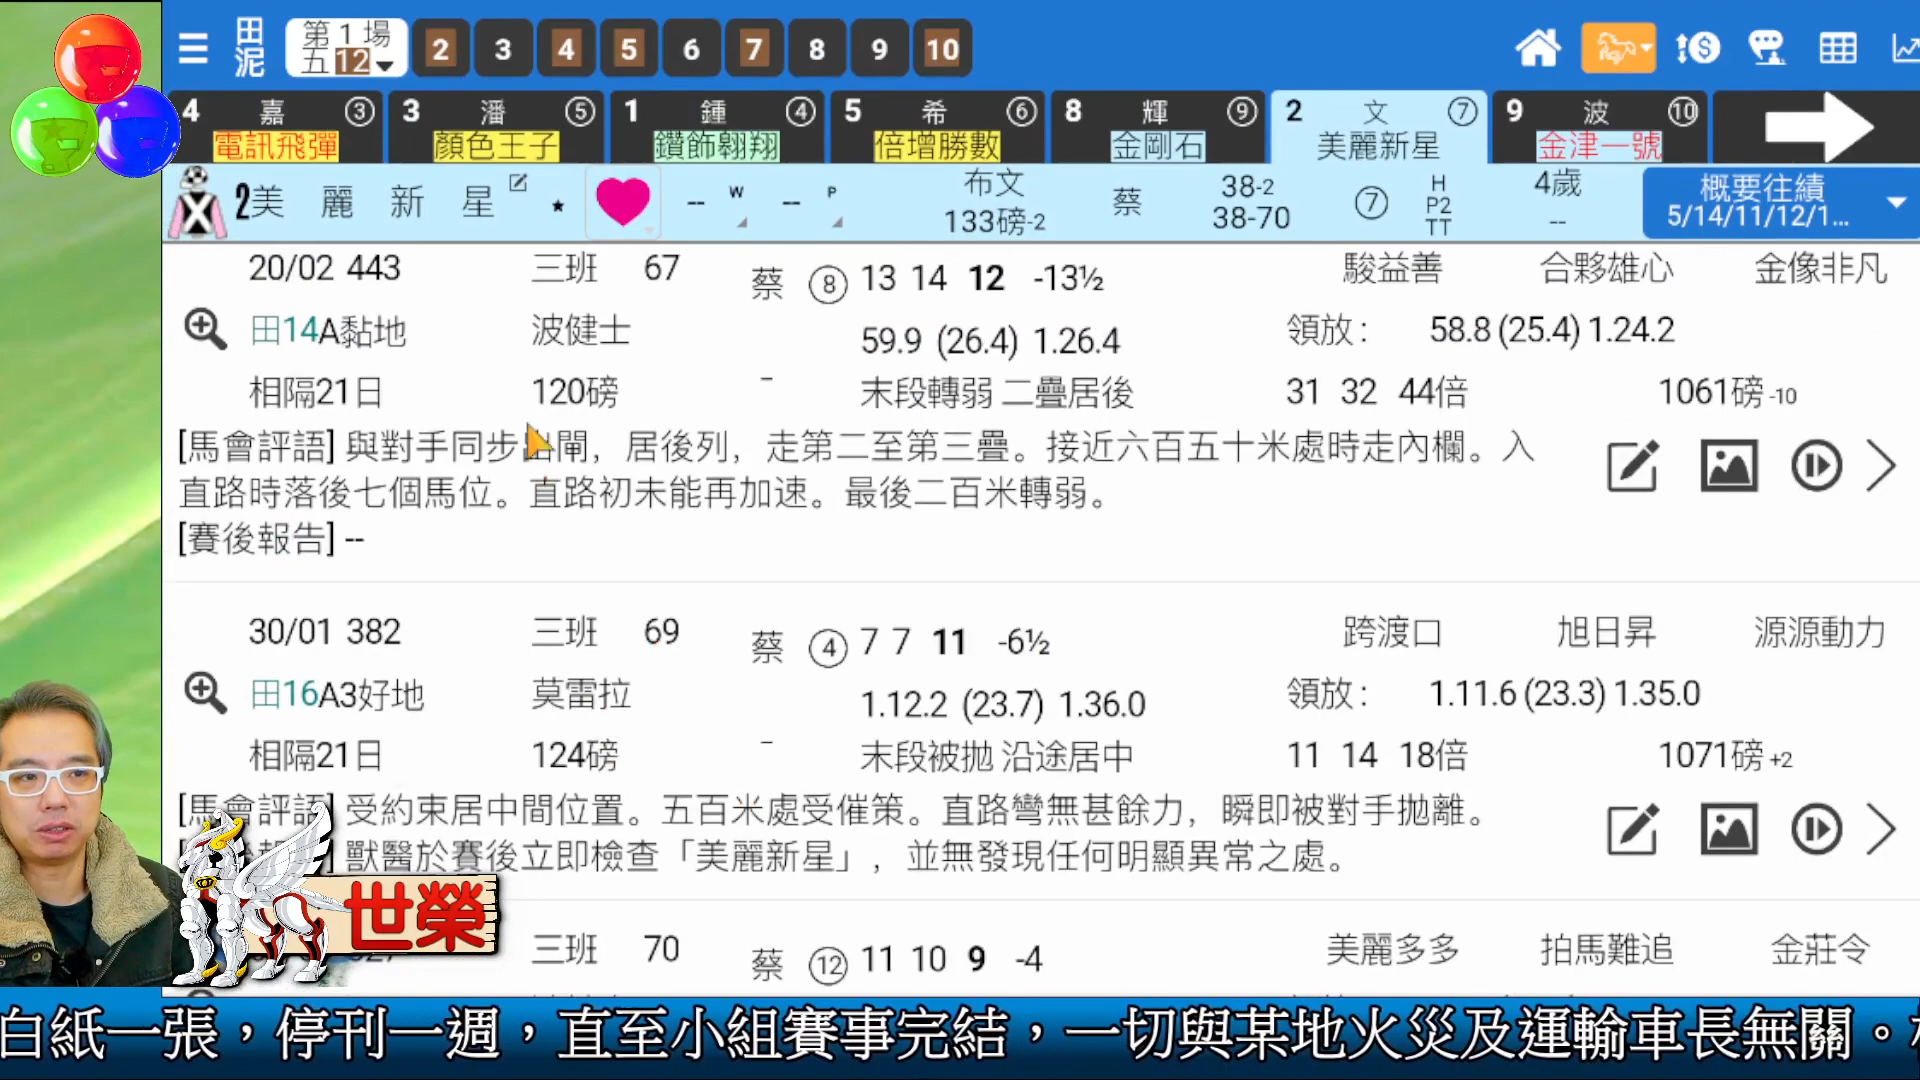 田泥 第1場 五12 2 3 4 5 6 7 8 9 10
4 嘉 ③ 3 潘 ⑤ 1 鍾 ④ 5 希 ⑥ 8 輝 ⑨ 2 文 ⑦ 9 波 ⑩
電訊飛彈 顏色王子 鑽飾翱翔 倍增勝數 金剛石 美麗新星 金津一號
2美麗新星 ★ -- W -- P 布文 133磅-2 蔡 38-2 38-70 ⑦ H P2 TT 4歲 -- 概要往績 5/14/11/12/1...
20/02 443 三班 67 蔡 ⑧ 13 14 12 -13½ 駿益善 合夥雄心 金像非凡
田14A黏地 波健士 59.9 (26.4) 1.26.4 領放: 58.8 (25.4) 1.24.2
相隔21日 120磅 - 末段轉弱 二疊居後 31 32 44倍 1061磅 -10
[馬會評語] 與對手同步出閘, 居後列, 走第二至第三疊。接近六百五十米處時走內欄。入
直路時落後七個馬位。直路初未能再加速。最後二百米轉弱。
[賽後報告] --
30/01 382 三班 69 蔡 ④ 7 7 11 -6½ 跨渡口 旭日昇 源源動力
田16A3好地 莫雷拉 1.12.2 (23.7) 1.36.0 領放: 1.11.6 (23.3) 1.35.0
相隔21日 124磅 - 末段被拋 沿途居中 11 14 18倍 1071磅 +2
[馬會評語] 受約束居中間位置。五百米處受催策。直路彎無甚餘力, 瞬即被對手拋離。
獸醫於賽後立即檢查「美麗新星」, 並無發現任何明顯異常之處。
世榮
三班 70 蔡 ⑫ 11 10 9 -4 美麗多多 拍馬難追 金莊令
白紙一張，停刊一週，直至小組賽事完結，一切與某地火災及運輸車長無關。